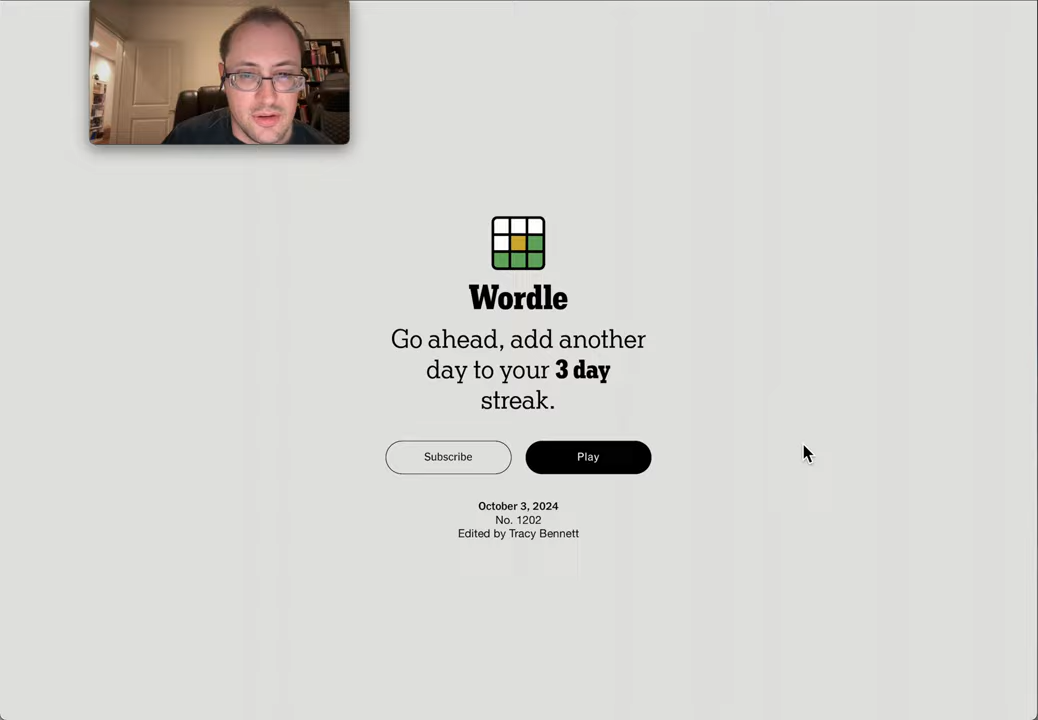 Wordle
Go ahead, add another
day to your 3 day
streak.
Subscribe
Play
October 3, 2024
No. 1202
Edited by Tracy Bennett